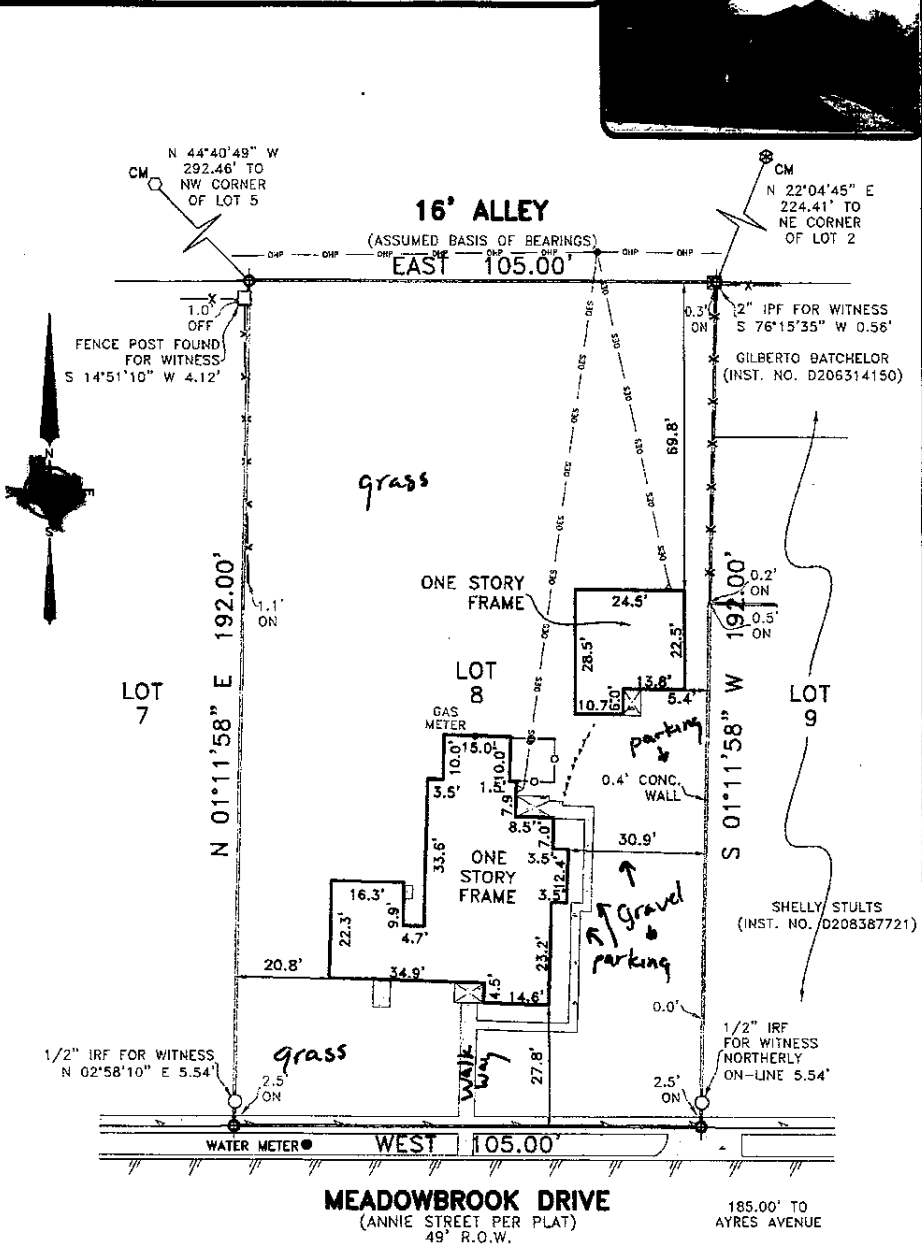 N 44°40'49" W
292.46' TO
NW CORNER
OF LOT 5
CM
CM
N 22°04'45" E
224.41' TO
NE CORNER
OF LOT 2
16' ALLEY
(ASSUMED BASIS OF BEARINGS)
OHP OHP OHP OHP OHP OHP OHP
EAST 105.00'
1.0'
OFF
FENCE POST FOUND
FOR WITNESS
S 14°51'10" W 4.12'
0.3'
ON
2" IPF FOR WITNESS
S 76°15'35" W 0.56'
GILBERTO BATCHELOR
(INST. NO. D206314150)
N
S
E
69.8'
grass
N 01°11'58" E 192.00'
S 01°11'58" W 192.00'
1.1'
ON
0.2'
ON
0.5'
ON
ONE STORY
FRAME
24.5'
28.5'
22.5'
13.8'
10.7'
6.0'
5.4'
LOT
7
LOT
8
LOT
9
GAS
METER
15.0'
10.0'
10.0'
1.5'
3.5'
7.9'
8.5'
7.0'
parking
0.4' CONC.
WALL
30.9'
33.6'
ONE
STORY
FRAME
3.5'
12.4'
3.5'
16.3'
9.9'
22.3'
4.7'
Gravel
parking
SHELLY STULTS
(INST. NO. D208387721)
20.8'
34.9'
4.5'
14.6'
23.2'
0.0'
1/2" IRF FOR WITNESS
N 02°58'10" E 5.54'
grass
walk
way
27.8'
1/2" IRF
FOR WITNESS
NORTHERLY
ON-LINE 5.54'
2.5'
ON
2.5'
ON
WATER METER
WEST 105.00'
MEADOWBROOK DRIVE
(ANNIE STREET PER PLAT)
49' R.O.W.
185.00' TO
AYRES AVENUE